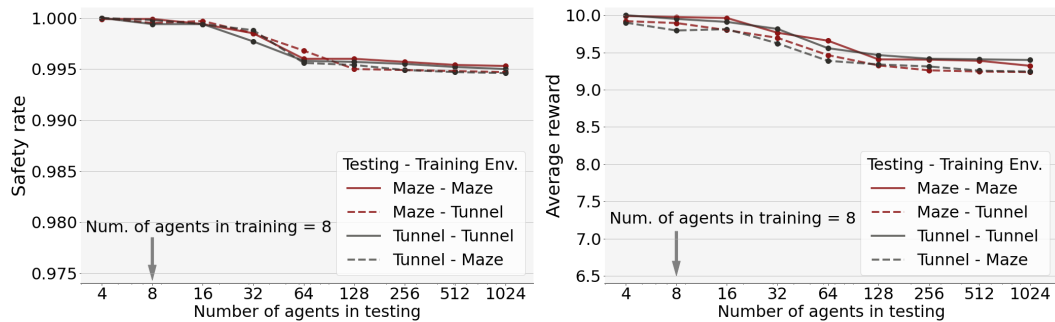 Safety rate
1.000
0.995
0.990
0.985
0.980
0.975
Num. of agents in training = 8
Testing - Training Env.
Maze - Maze
Maze - Tunnel
Tunnel - Tunnel
Tunnel - Maze
4 8 16 32 64 128 256 512 1024
Number of agents in testing
Average reward
10.0
9.5
9.0
8.5
8.0
7.5
7.0
6.5
Num. of agents in training = 8
Testing - Training Env.
Maze - Maze
Maze - Tunnel
Tunnel - Tunnel
Tunnel - Maze
4 8 16 32 64 128 256 512 1024
Number of agents in testing